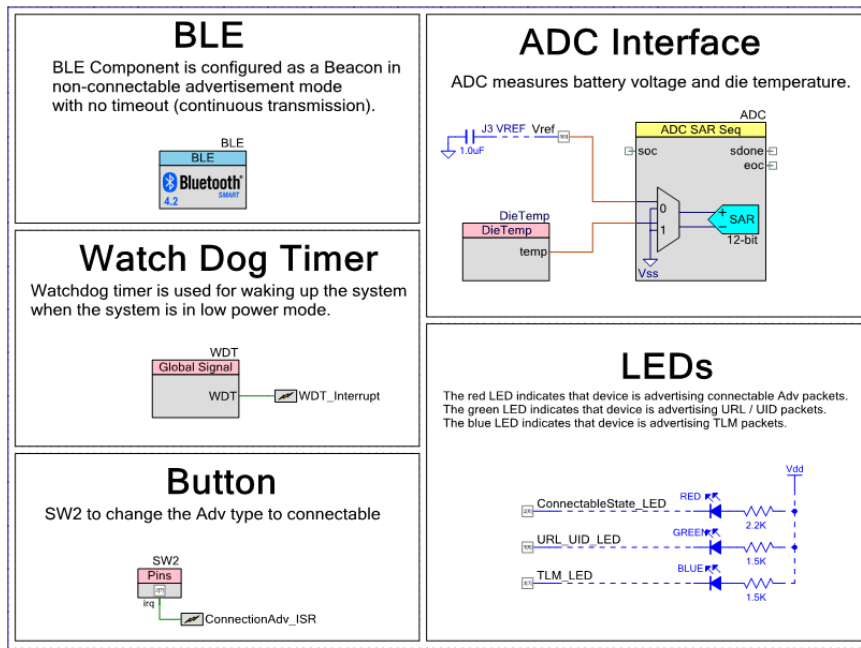 BLE
BLE Component is configured as a Beacon in
non-connectable advertisement mode
with no timeout (continuous transmission).
BLE
BLE
Bluetooth
SMART
4.2
ADC Interface
ADC measures battery voltage and die temperature.
ADC
ADC SAR Seq
J3 VREF Vref
1.0uF
soc
sdone
eoc
0
1
+
−
SAR
12-bit
Vss
DieTemp
DieTemp
temp
Watch Dog Timer
Watchdog timer is used for waking up the system
when the system is in low power mode.
WDT
Global Signal
WDT
WDT_Interrupt
LEDs
The red LED indicates that device is advertising connectable Adv packets.
The green LED indicates that device is advertising URL / UID packets.
The blue LED indicates that device is advertising TLM packets.
Vdd
ConnectableState_LED
RED
2.2K
URL_UID_LED
GREEN
1.5K
TLM_LED
BLUE
1.5K
Button
SW2 to change the Adv type to connectable
SW2
Pins
irq
ConnectionAdv_ISR